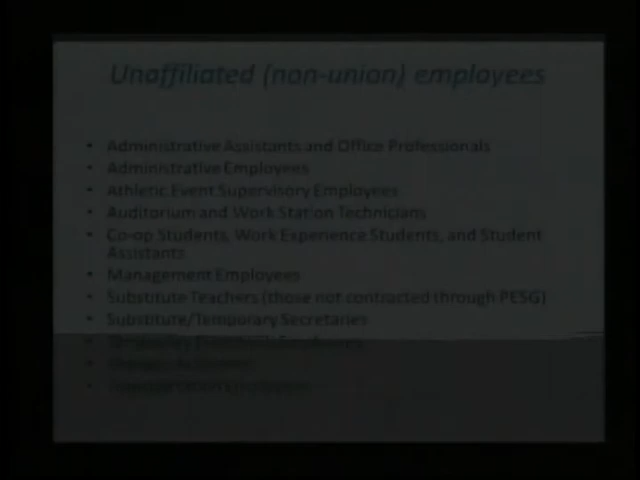 Unaffiliated (non-union) employees
• Administrative Assistants and Office Professionals
• Administrative Employees
• Athletic Event Supervisory Employees
• Auditorium and Work Station Technicians
• Co-op Students, Work Experience Students, and Student
Assistants
• Management Employees
• Substitute Teachers (those not contracted through PESG)
• Substitute/Temporary Secretaries